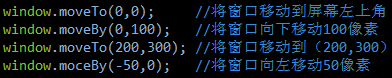 window.moveTo(0,0);      //将窗口移动到屏幕左上角
window.moveBy(0,100);    //将窗口向下移动100像素
window.moveTo(200,300);  //将窗口移动到（200,300）
window.moceBy(-50,0);    //将窗口向左移动50像素